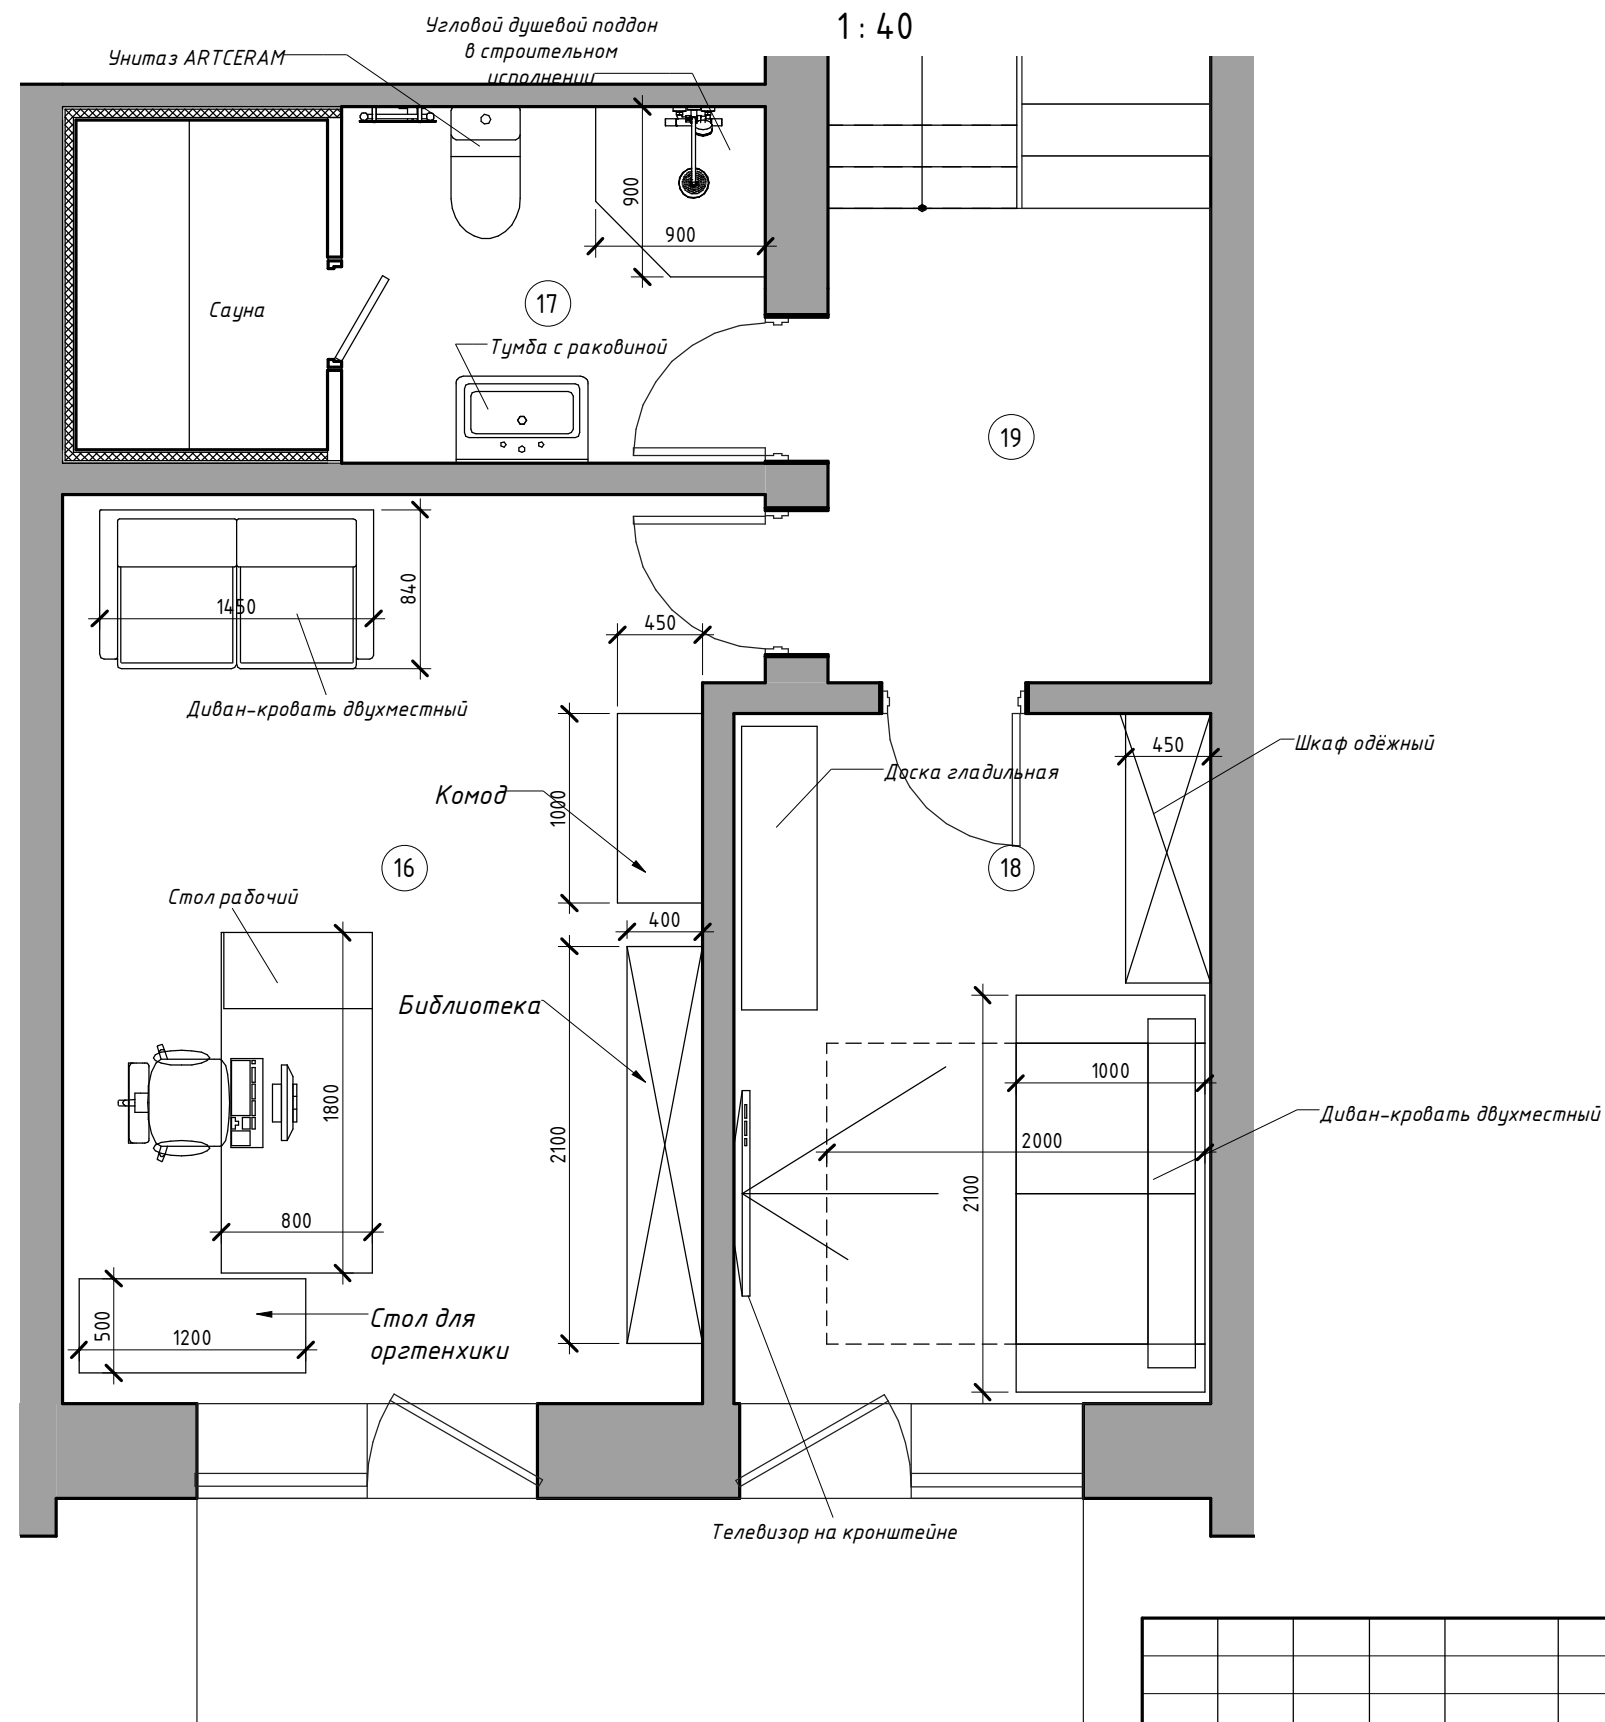 1:40
Угловой душевой поддон
в строительном
исполнении
Унитаз ARTCERAM
900
900
Сауна
17
Тумба с раковиной
19
840
1450
450
Диван-кровать двухместный
450
Шкаф одёжный
Доска гладильная
Комод
1000
16
18
Стол рабочий
400
Библиотека
1800
2100
1000
Диван-кровать двухместный
2000
2100
800
500
1200
Стол для
оргтенхики
Телевизор на кронштейне